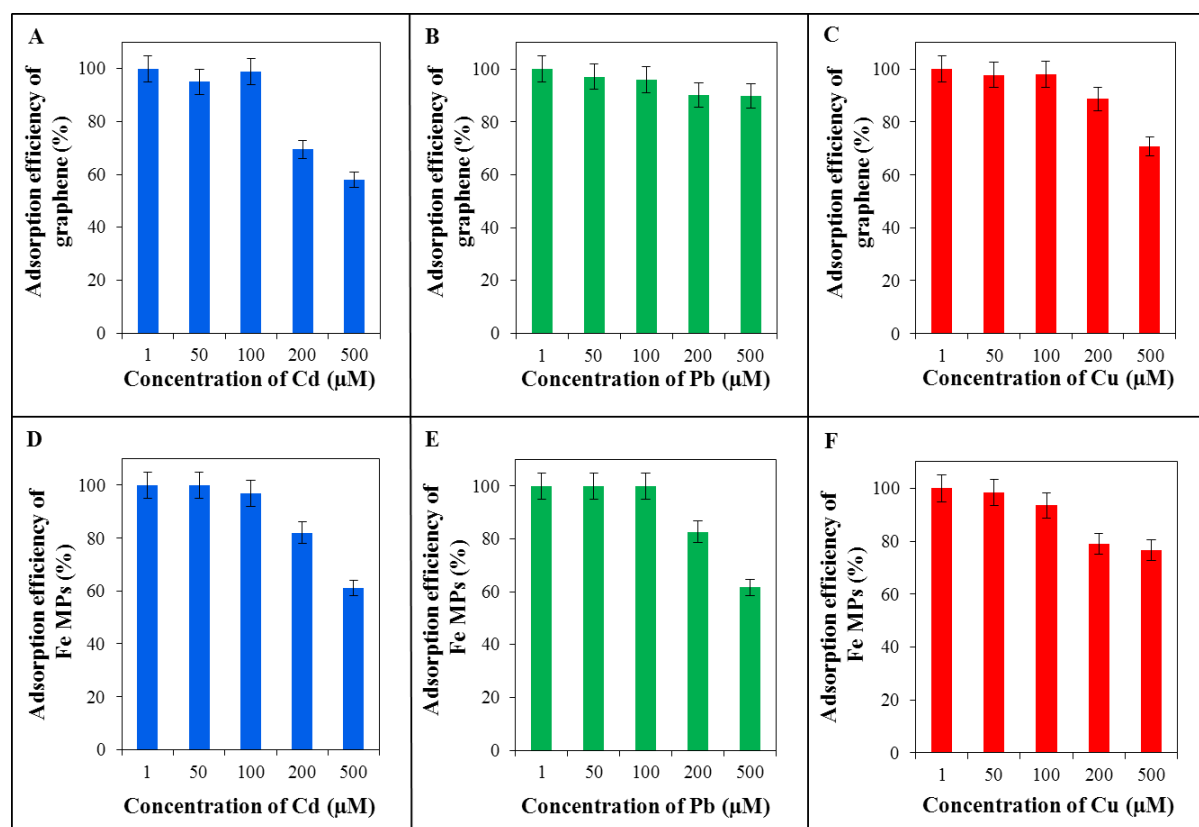 A
Adsorption efficiency of
graphene (%)
100
80
60
40
20
0
1 50 100 200 500
Concentration of Cd (µM)
B
Adsorption efficiency of
graphene (%)
100
80
60
40
20
0
1 50 100 200 500
Concentration of Pb (µM)
C
Adsorption efficiency of
graphene (%)
100
80
60
40
20
0
1 50 100 200 500
Concentration of Cu (µM)
D
Adsorption efficiency of
Fe MPs (%)
100
80
60
40
20
0
1 50 100 200 500
Concentration of Cd (µM)
E
Adsorption efficiency of
Fe MPs (%)
100
80
60
40
20
0
1 50 100 200 500
Concentration of Pb (µM)
F
Adsorption efficiency of
Fe MPs (%)
100
80
60
40
20
0
1 50 100 200 500
Concentration of Cu (µM)